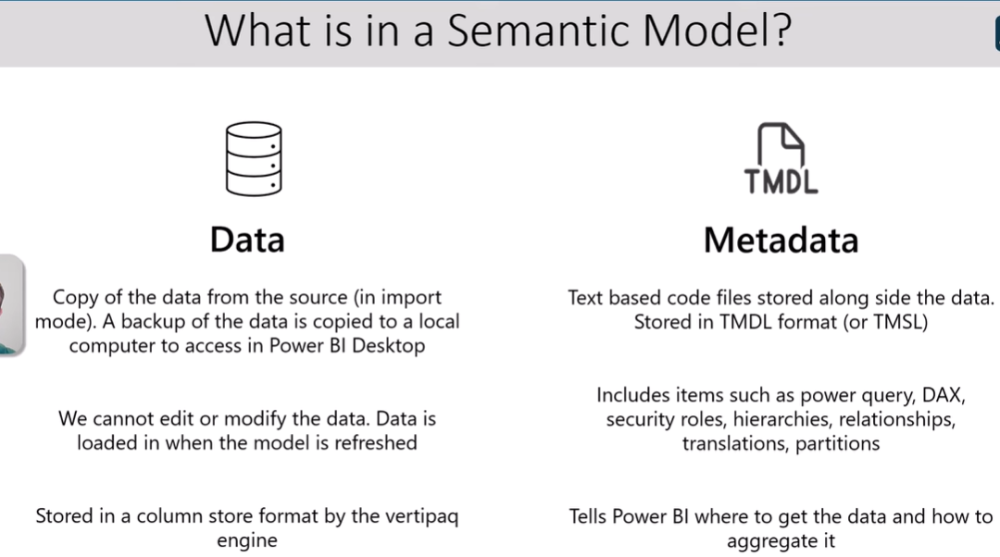 What is in a Semantic Model?
TMDL
Data
Copy of the data from the source (in import
mode). A backup of the data is copied to a local
computer to access in Power BI Desktop
We cannot edit or modify the data. Data is
loaded in when the model is refreshed
Stored in a column store format by the vertipaq
engine
Metadata
Text based code files stored along side the data.
Stored in TMDL format (or TMSL)
Includes items such as power query, DAX,
security roles, hierarchies, relationships,
translations, partitions
Tells Power BI where to get the data and how to
aggregate it